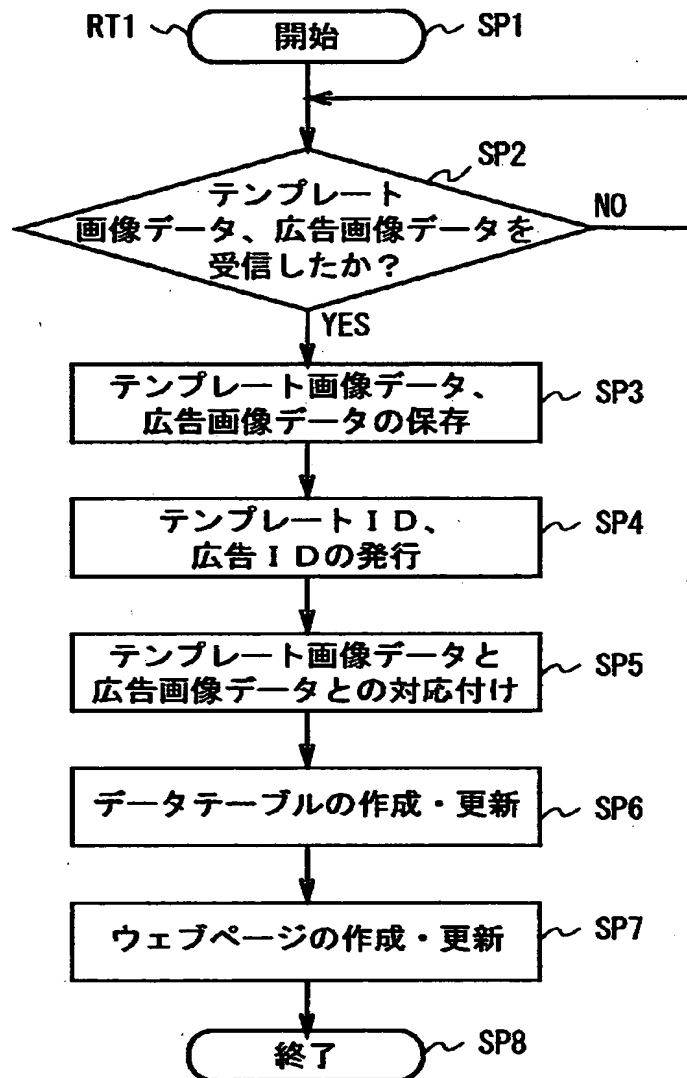 RT1
開始
SP1
SP2
テンプレート
画像データ、広告画像データを
受信したか？
NO
YES
テンプレート画像データ、
広告画像データの保存
SP3
テンプレートＩＤ、
広告ＩＤの発行
SP4
テンプレート画像データと
広告画像データとの対応付け
SP5
データテーブルの作成・更新
SP6
ウェブページの作成・更新
SP7
終了
SP8